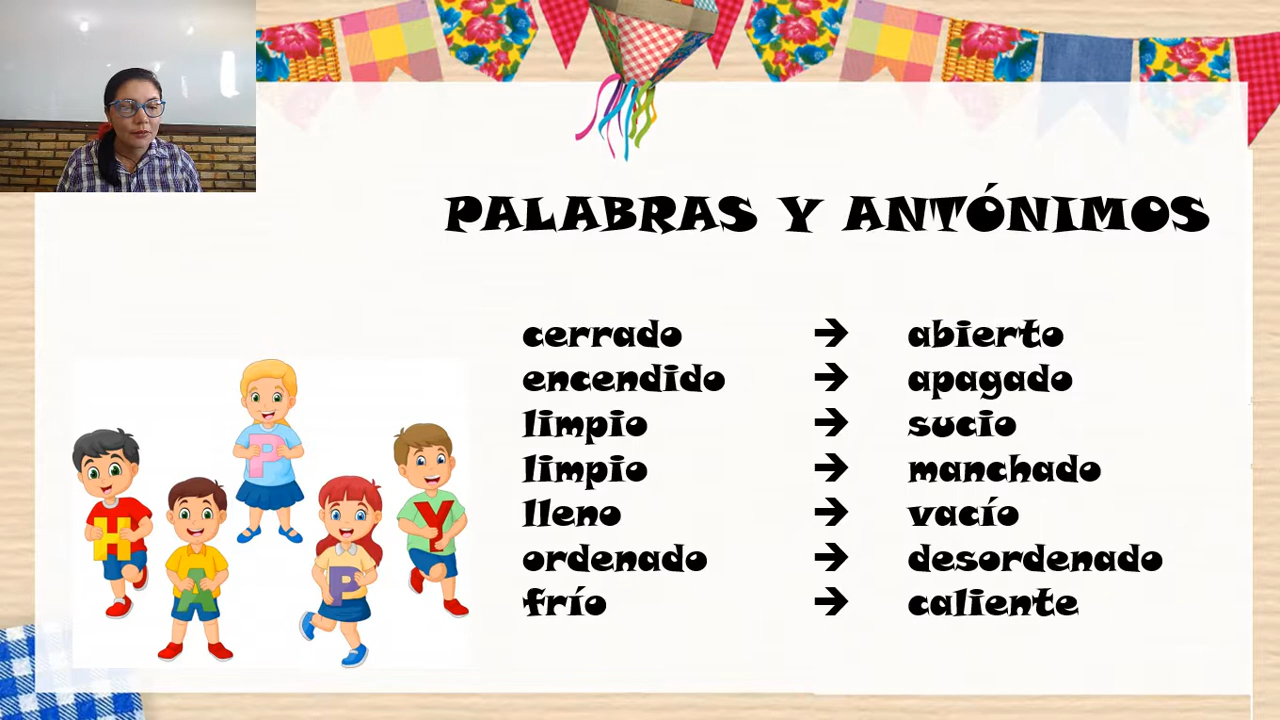 PALABRAS Y ANTÓNIMOS
cerrado → abierto
encendido → apagado
limpio → sucio
limpio → manchado
lleno → vacío
ordenado → desordenado
frío → caliente
H A P P Y